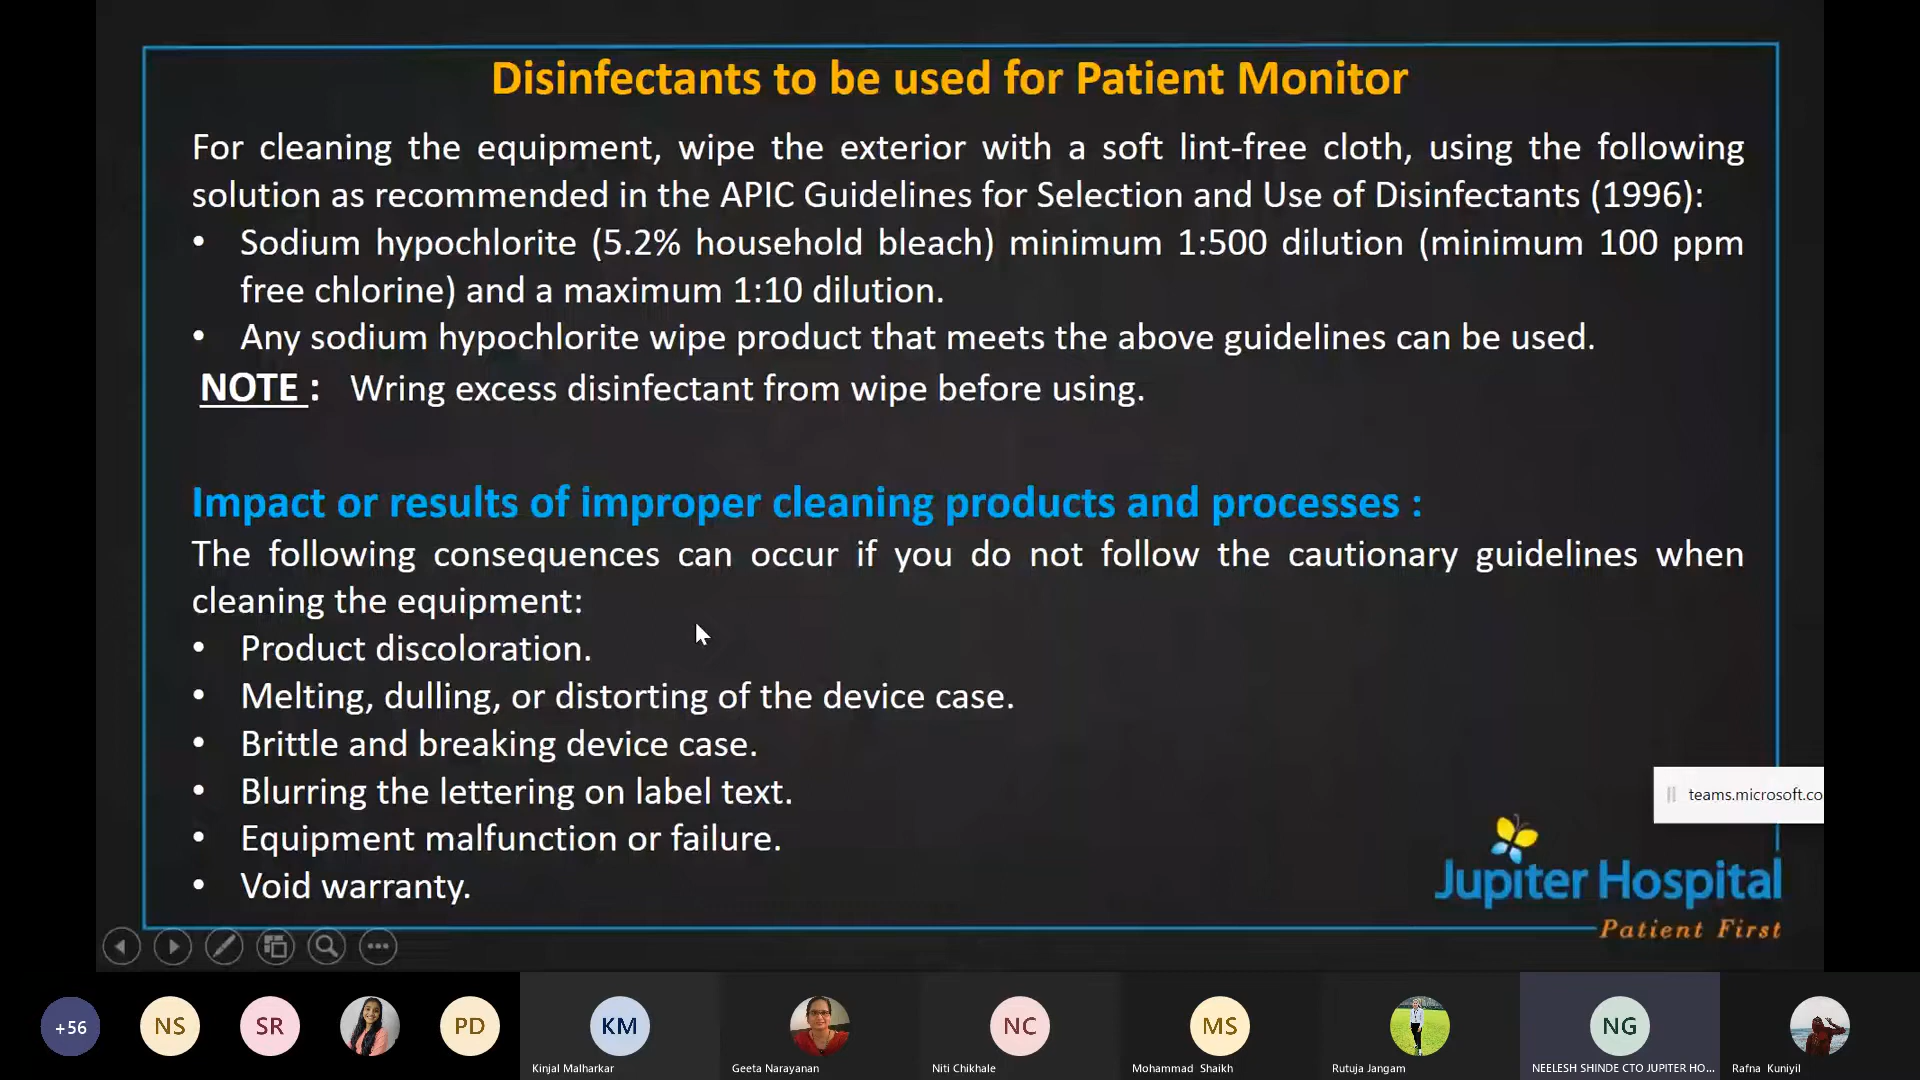 Disinfectants to be used for Patient Monitor
For cleaning the equipment, wipe the exterior with a soft lint-free cloth, using the following
solution as recommended in the APIC Guidelines for Selection and Use of Disinfectants (1996):
• Sodium hypochlorite (5.2% household bleach) minimum 1:500 dilution (minimum 100 ppm
free chlorine) and a maximum 1:10 dilution.
• Any sodium hypochlorite wipe product that meets the above guidelines can be used.
NOTE : Wring excess disinfectant from wipe before using.
Impact or results of improper cleaning products and processes :
The following consequences can occur if you do not follow the cautionary guidelines when
cleaning the equipment:
• Product discoloration.
• Melting, dulling, or distorting of the device case.
• Brittle and breaking device case.
• Blurring the lettering on label text.
• Equipment malfunction or failure.
• Void warranty.
teams.microsoft.co
Jupiter Hospital
Patient First
+56
NS
SR
PD
KM
NC
MS
NG
Kinjal Malharkar
Geeta Narayanan
Niti Chikhale
Mohammad Shaikh
Rutuja Jangam
NEELESH SHINDE CTO JUPITER HO...
Rafna Kuniyil